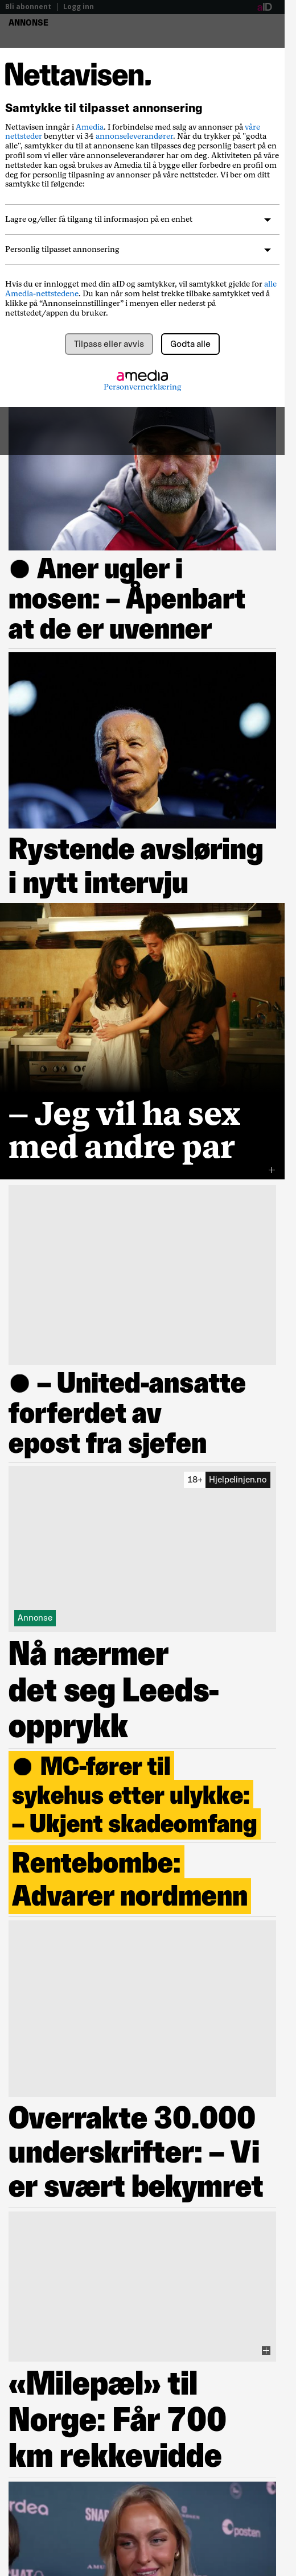 Bli abonnent | Logg inn
aID
ANNONSE
Nettavisen.
Samtykke til tilpasset annonsering
Nettavisen inngår i Amedia. I forbindelse med salg av annonser på våre
nettsteder benytter vi 34 annonseleverandører. Når du trykker på "godta
alle", samtykker du til at annonsene kan tilpasses deg personlig basert på en
profil som vi eller våre annonseleverandører har om deg. Aktiviteten på våre
nettsteder kan også brukes av Amedia til å bygge eller forbedre en profil om
deg for personlig tilpasning av annonser på våre nettsteder. Vi ber om ditt
samtykke til følgende:
Lagre og/eller få tilgang til informasjon på en enhet
Personlig tilpasset annonsering
Hvis du er innlogget med din aID og samtykker, vil samtykket gjelde for alle
Amedia-nettstedene. Du kan når som helst trekke tilbake samtykket ved å
klikke på “Annonseinnstillinger” i menyen eller nederst på
nettstedet/appen du bruker.
Tilpass eller avvis
Godta alle
amedia
Personvernerklæring
● Aner ugler i
mosen: – Åpenbart
at de er uvenner
Rystende avsløring
i nytt intervju
– Jeg vil ha sex
med andre par
● – United-ansatte
forferdet av
epost fra sjefen
18+ Hjelpelinjen.no
Annonse
Nå nærmer
det seg Leeds-
opprykk
● MC-fører til
sykehus etter ulykke:
– Ukjent skadeomfang
Rentebombe:
Advarer nordmenn
Overrakte 30.000
underskrifter: – Vi
er svært bekymret
«Milepæl» til
Norge: Får 700
km rekkevidde
posten